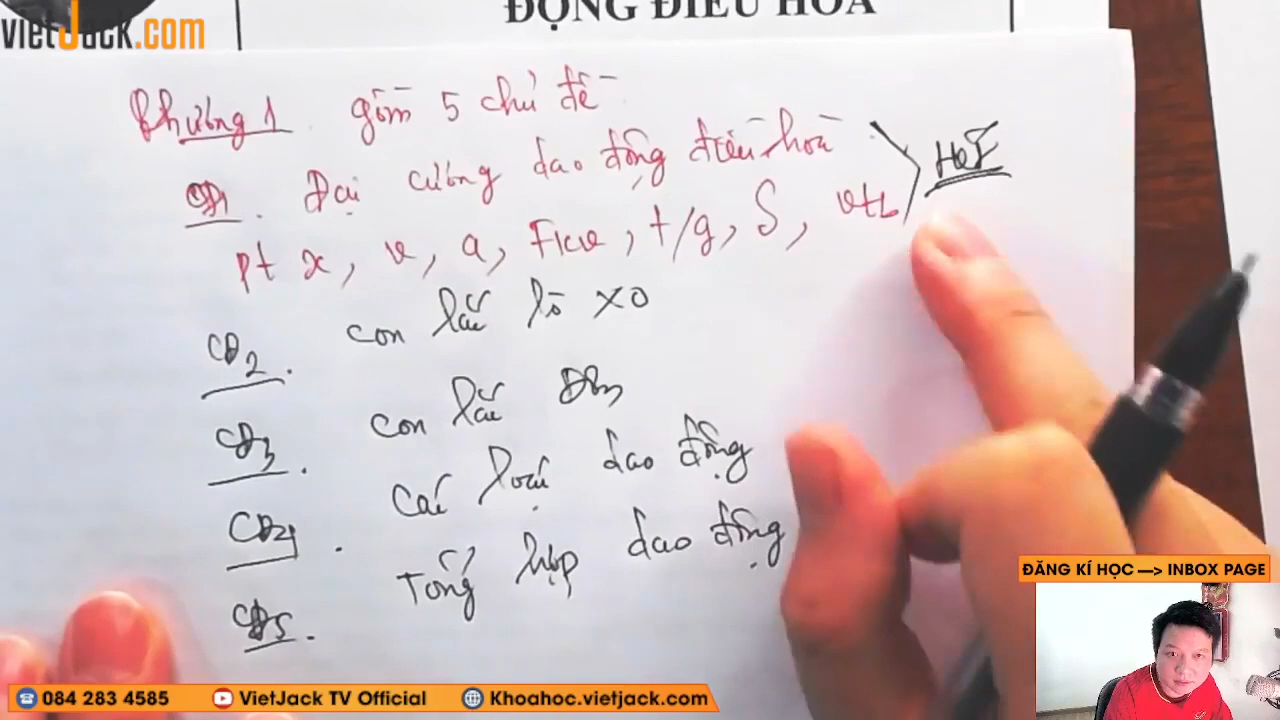 ĐỘNG ĐIỀU HÒA
vietJack.com
Chương 1 gồm 5 chủ đề
CĐ1. Đại cương dao động điều hoà
pt x, v, a, Fkv, t/g, S, vtb
CĐ2. con lắc lò xo
CĐ3. con lắc Đơn
CĐ4. Các loại dao động
CĐ5. Tổng hợp dao động
ĐĂNG KÍ HỌC —> INBOX PAGE
084 283 4585 VietJack TV Official Khoahoc.vietjack.com